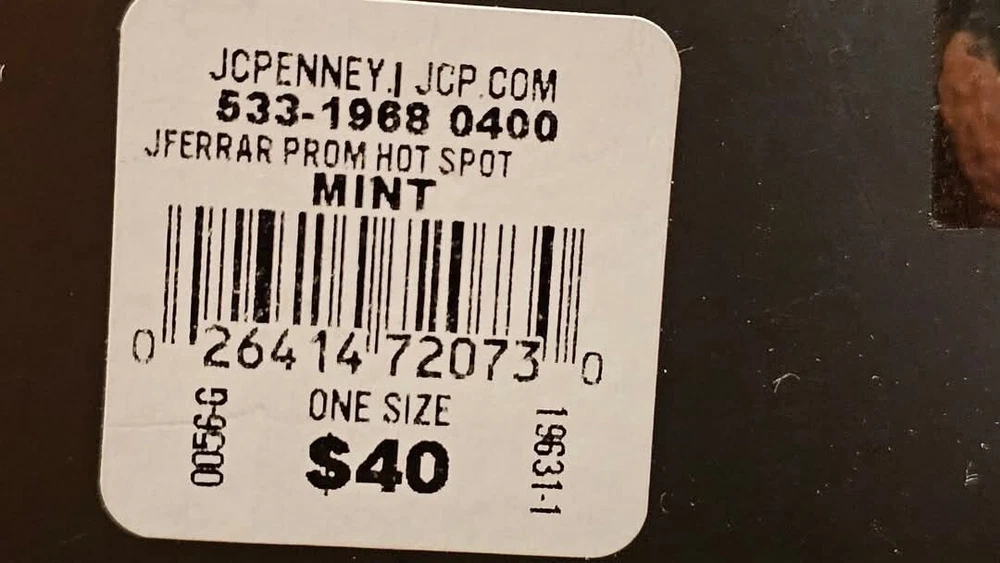 JCPENNEY.| JCP.COM
533-1968 0400
JFERRAR PROM HOT SPOT
MINT
0 26414 72073 0
0056-G
ONE SIZE
19631-1
$40